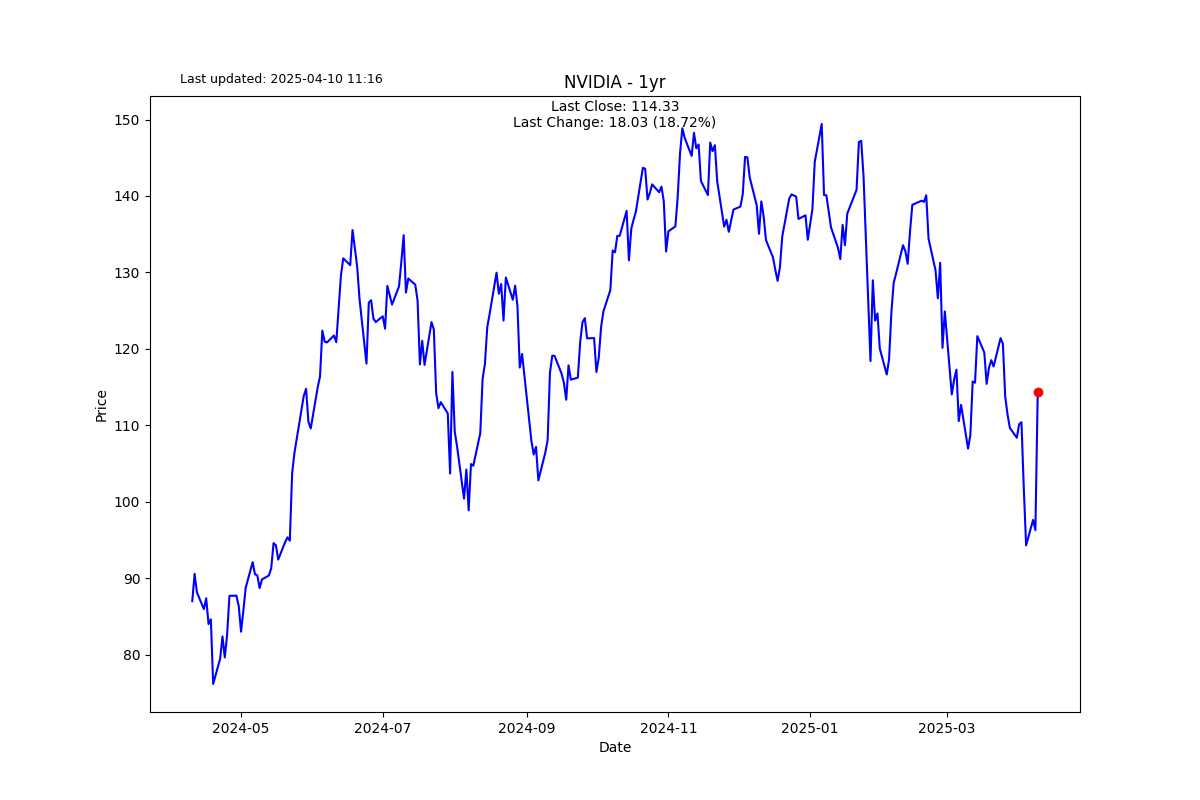 Last updated: 2025-04-10 11:16
NVIDIA - 1yr
Last Close: 114.33
Last Change: 18.03 (18.72%)
150
140
130
120
110
100
90
80
Price
2024-05
2024-07
2024-09
2024-11
2025-01
2025-03
Date